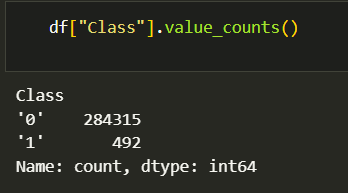 df["Class"].value_counts()
Class
'0'    284315
'1'       492
Name: count, dtype: int64